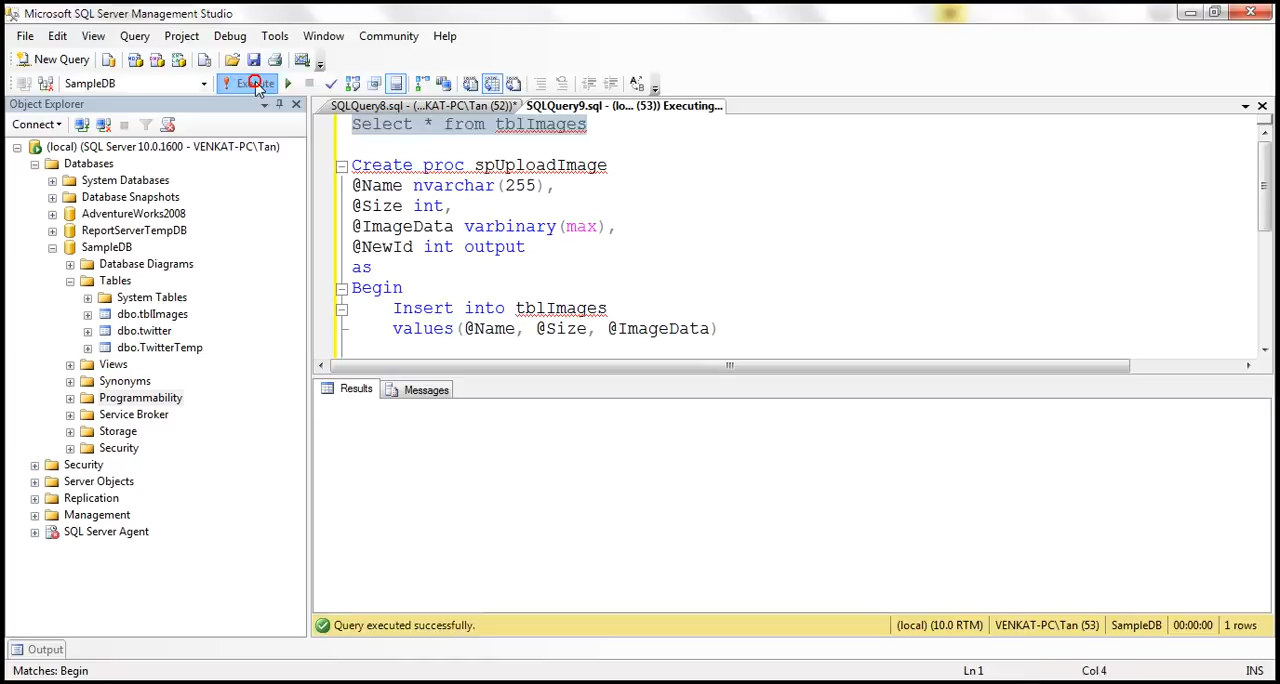 Microsoft SQL Server Management Studio
File Edit View Query Project Debug Tools Window Community Help
New Query
SampleDB Execute
Object Explorer
SQLQuery8.sql - (...KAT-PC\Tan (52))* SQLQuery9.sql - (lo... (53)) Executing...
Connect
(local) (SQL Server 10.0.1600 - VENKAT-PC\Tan)
Databases
System Databases
Database Snapshots
AdventureWorks2008
ReportServerTempDB
SampleDB
Database Diagrams
Tables
System Tables
dbo.tblImages
dbo.twitter
dbo.TwitterTemp
Views
Synonyms
Programmability
Service Broker
Storage
Security
Security
Server Objects
Replication
Management
SQL Server Agent
Select * from tblImages
Create proc spUploadImage
@Name nvarchar(255),
@Size int,
@ImageData varbinary(max),
@NewId int output
as
Begin
Insert into tblImages
values(@Name, @Size, @ImageData)
Results Messages
Query executed successfully. (local) (10.0 RTM) VENKAT-PC\Tan (53) SampleDB 00:00:00 1 rows
Output
Matches: Begin Ln 1 Col 4 INS